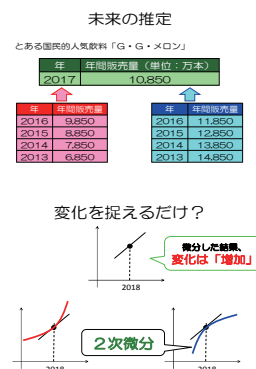 未来の推定
とある国民的人気飲料「G・G・メロン」
年 年間販売量（単位：万本）
2017 10,850
年 年間販売量
2016 9,850
2015 8,850
2014 7,850
2013 6,850
年 年間販売量
2016 11,850
2015 12,850
2014 13,850
2013 14,850
変化を捉えるだけ？
微分した結果、
変化は「増加」
2018
2次微分
2018
2018